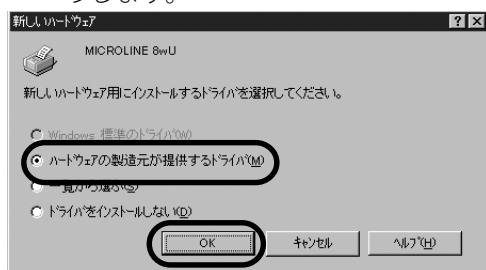 クします。
新しいハードウェア
MICROLINE 8wU
新しいハードウェア用にインストールするドライバを選択してください。
Windows 標準のドライバ(W)
ハードウェアの製造元が提供するドライバ(M)
一覧から選ぶ(S)
ドライバをインストールしない(D)
OK キャンセル ヘルプ(H)